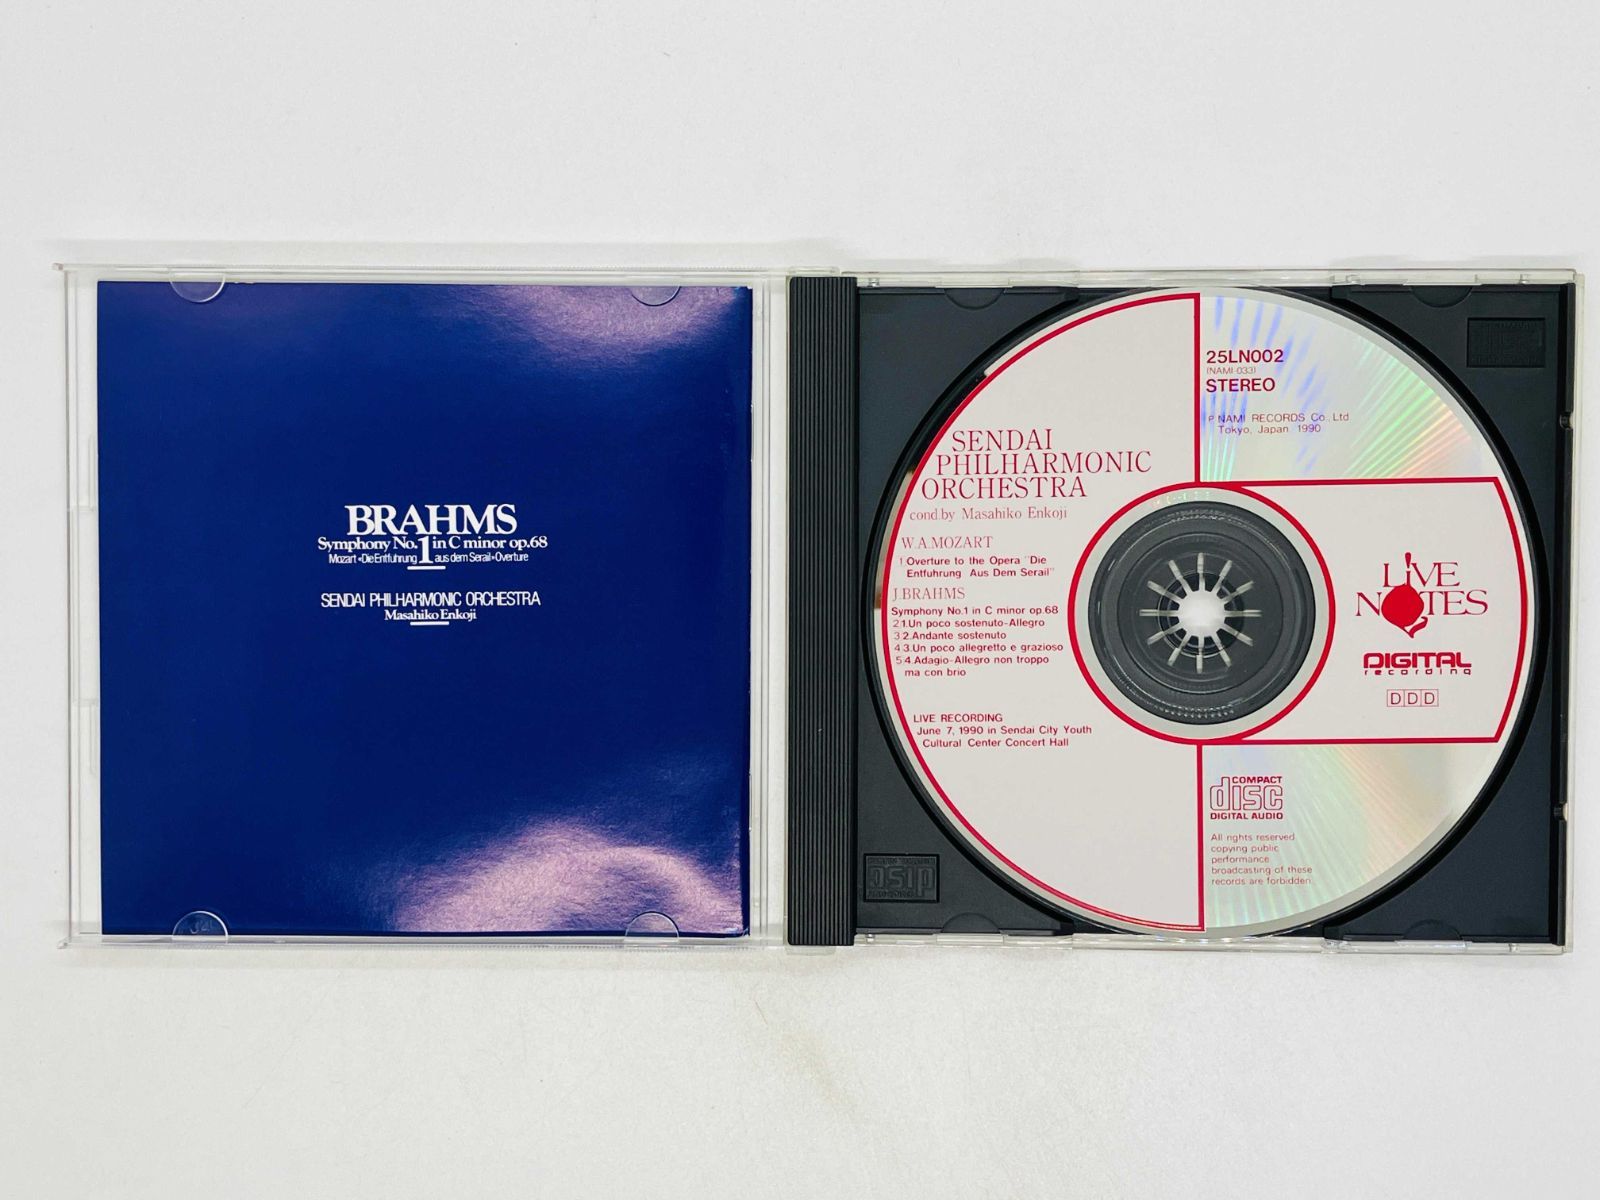 BRAHMS
Symphony No.1 in C minor op.68
Mozart «Die Entfuhrung aus dem Serail» Overture
SENDAI PHILHARMONIC ORCHESTRA
Masahiko Enkoji
SENDAI
PHILHARMONIC
ORCHESTRA
cond.by Masahiko Enkoji
W.A.MOZART
1 Overture to the Opera "Die
Entfuhrung Aus Dem Serail"
J.BRAHMS
Symphony No.1 in C minor op.68
2 1.Un poco sostenuto-Allegro
3 2.Andante sostenuto
4 3.Un poco allegretto e grazioso
5 4.Adagio-Allegro non troppo
ma con brio
LIVE RECORDING
June 7, 1990 in Sendai City Youth
Cultural Center Concert Hall
25LN002
(NAMI-033)
STEREO
P NAMI RECORDS Co., Ltd
Tokyo, Japan 1990
LIVE
NOTES
DIGITAL
recording
DDD
COMPACT
disc
DIGITAL AUDIO
All rights reserved
copying public
performance
broadcasting of these
records are forbidden
disc